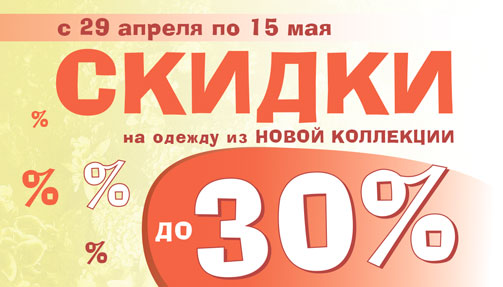 с 29 апреля по 15 мая
СКИДКИ
на одежду из НОВОЙ КОЛЛЕКЦИИ
%
% %
до 30%
%